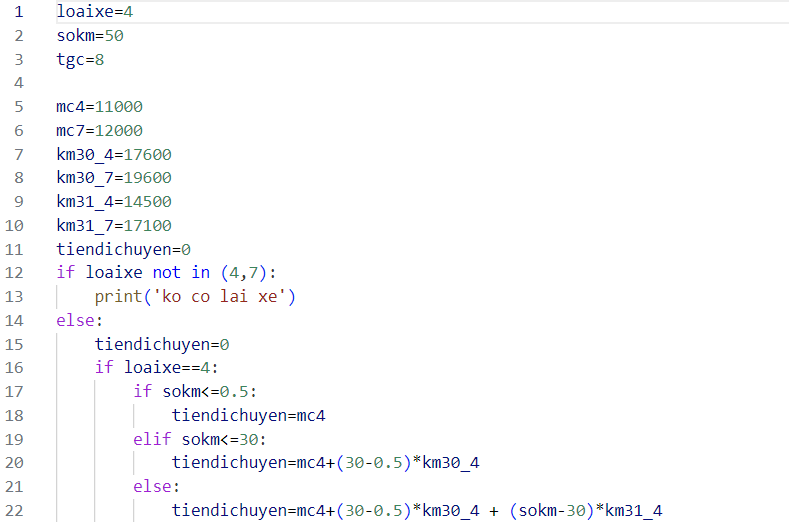 1 loaixe=4
2 sokm=50
3 tgc=8
4
5 mc4=11000
6 mc7=12000
7 km30_4=17600
8 km30_7=19600
9 km31_4=14500
10 km31_7=17100
11 tiendichuyen=0
12 if loaixe not in (4,7):
13     print('ko co lai xe')
14 else:
15     tiendichuyen=0
16     if loaixe==4:
17         if sokm<=0.5:
18             tiendichuyen=mc4
19         elif sokm<=30:
20             tiendichuyen=mc4+(30-0.5)*km30_4
21         else:
22             tiendichuyen=mc4+(30-0.5)*km30_4 + (sokm-30)*km31_4